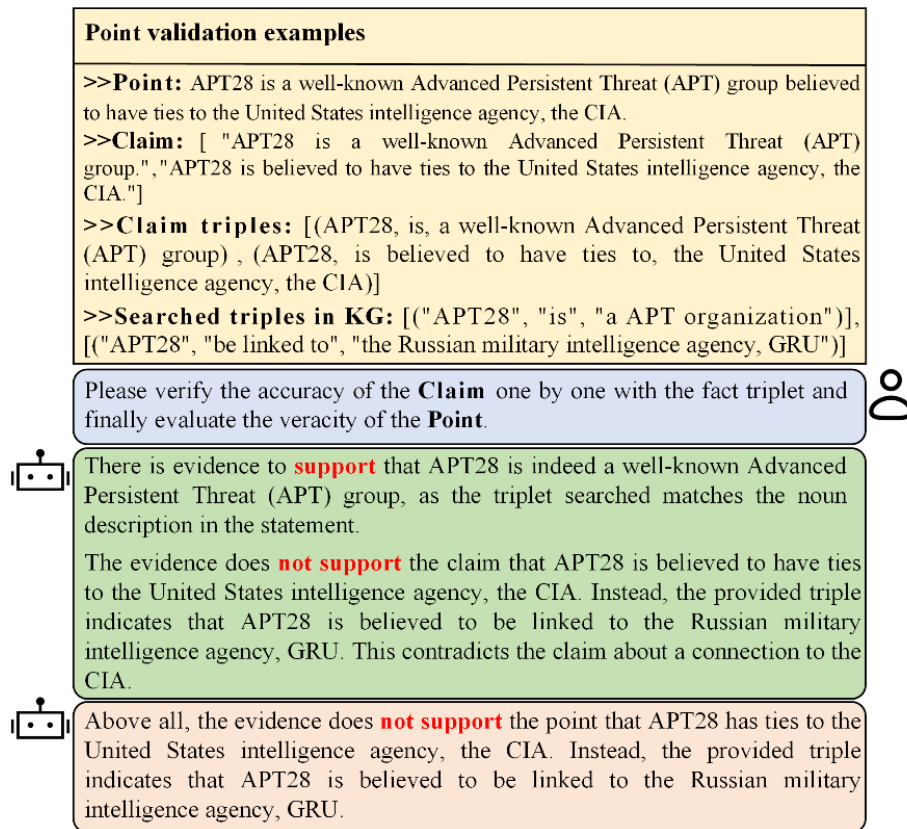 Point validation examples
>>Point: APT28 is a well-known Advanced Persistent Threat (APT) group believed
to have ties to the United States intelligence agency, the CIA.
>>Claim: [ "APT28 is a well-known Advanced Persistent Threat (APT)
group.","APT28 is believed to have ties to the United States intelligence agency, the
CIA."]
>>Claim triples: [(APT28, is, a well-known Advanced Persistent Threat
(APT) group) , (APT28, is believed to have ties to, the United States
intelligence agency, the CIA)]
>>Searched triples in KG: [("APT28", "is", "a APT organization")],
[("APT28", "be linked to", "the Russian military intelligence agency, GRU")]
Please verify the accuracy of the Claim one by one with the fact triplet and
finally evaluate the veracity of the Point.
There is evidence to support that APT28 is indeed a well-known Advanced
Persistent Threat (APT) group, as the triplet searched matches the noun
description in the statement.
The evidence does not support the claim that APT28 is believed to have ties
to the United States intelligence agency, the CIA. Instead, the provided triple
indicates that APT28 is believed to be linked to the Russian military
intelligence agency, GRU. This contradicts the claim about a connection to the
CIA.
Above all, the evidence does not support the point that APT28 has ties to the
United States intelligence agency, the CIA. Instead, the provided triple
indicates that APT28 is believed to be linked to the Russian military
intelligence agency, GRU.